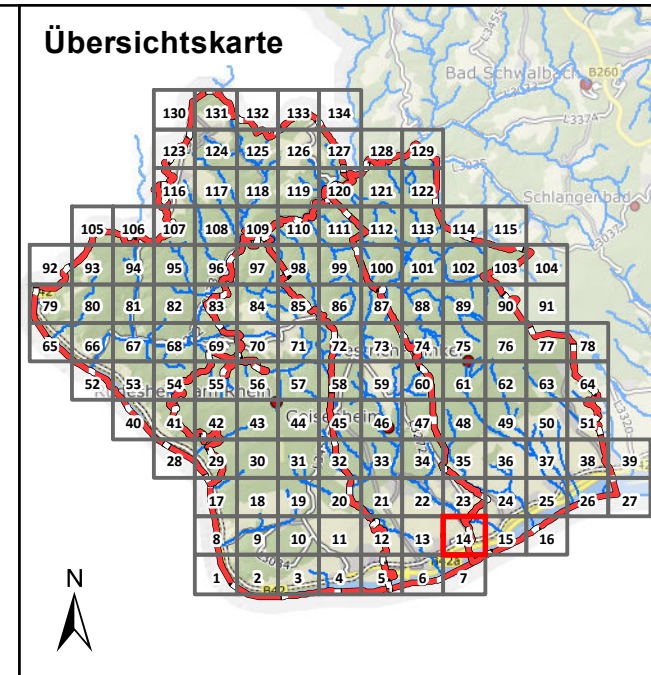 Übersichtskarte
L3455
Bad Schwalbach
B260
L3374
130 131 132 133 134
123 124 125 126 127 128 129
L3035
116 117 118 119 120 121 122
Schlangenbad
L3037
105 106 107 108 109 110 111 112 113 114 115
92 93 94 95 96 97 98 99 100 101 102 103 104
79 80 81 82 83 84 85 86 87 88 89 90 91
65 66 67 68 69 70 71 72 73 74 75 76 77 78
52 53 54 55 56 57 58 59 60 61 62 63 64
40 41 42 43 44 45 46 47 48 49 50 51
L3320
28 29 30 31 32 33 34 35 36 37 38 39
17 18 19 20 21 22 23 24 25 26 27
8 9 10 11 12 13 14 15 16
L3034
1 2 3 4 5 6 7
B42
N